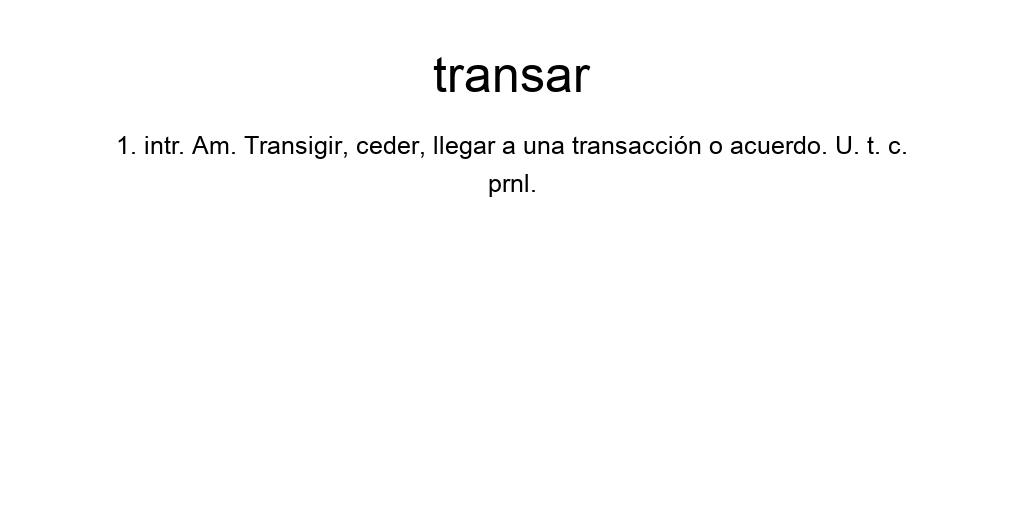 transar
1. intr. Am. Transigir, ceder, llegar a una transacción o acuerdo. U. t. c.
prnl.